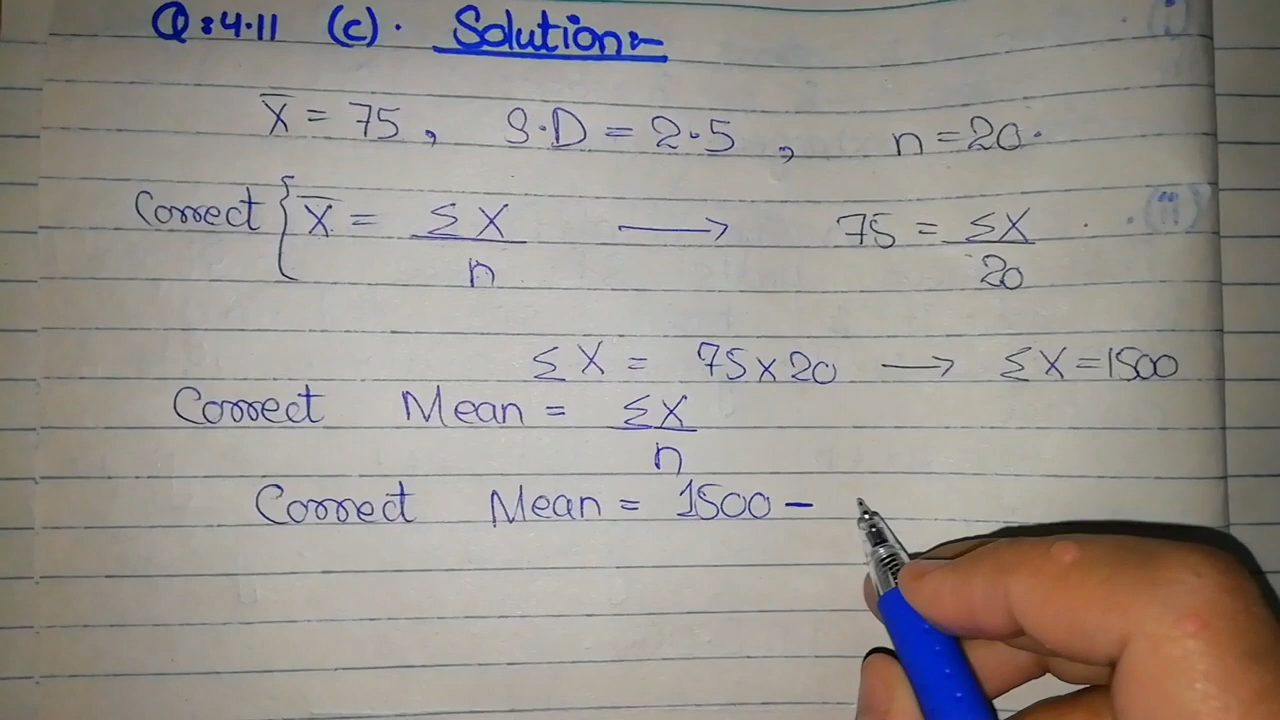 Q:4.11 (c). Solution:-
X̄ = 75, S.D = 2.5, n = 20.
Correct { X̄ = ΣX / n → 75 = ΣX / 20
ΣX = 75 × 20 → ΣX = 1500
Correct Mean = ΣX / n
Correct Mean = 1500 -